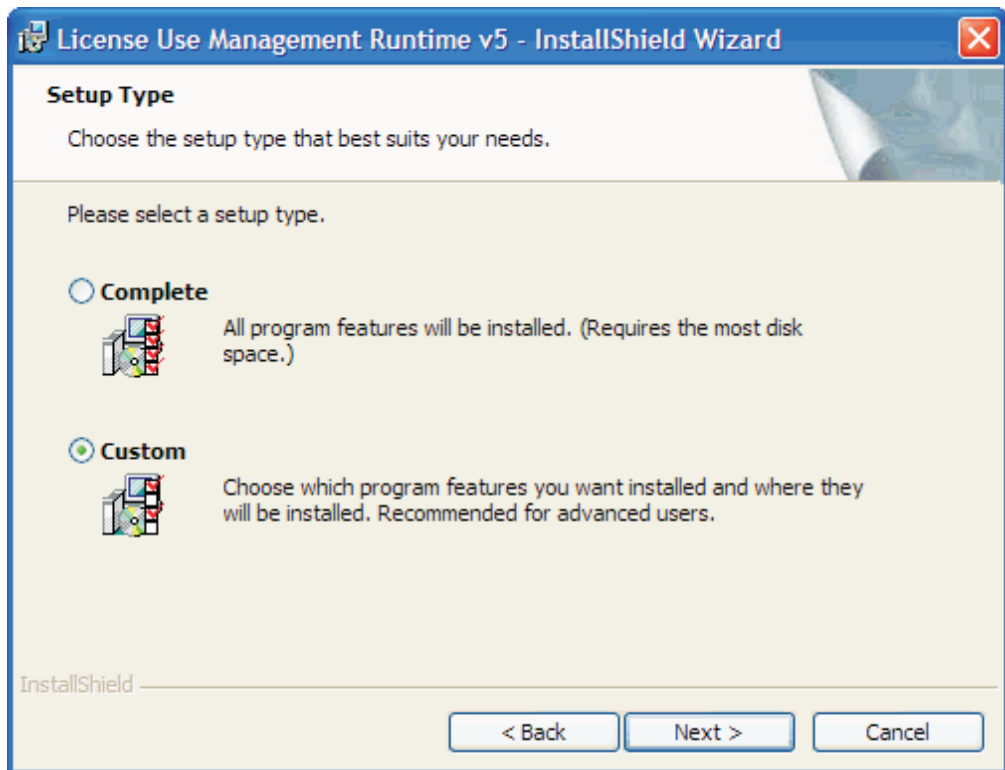 License Use Management Runtime v5 - InstallShield Wizard
Setup Type
Choose the setup type that best suits your needs.
Please select a setup type.
Complete
All program features will be installed. (Requires the most disk
space.)
Custom
Choose which program features you want installed and where they
will be installed. Recommended for advanced users.
InstallShield
< Back Next > Cancel